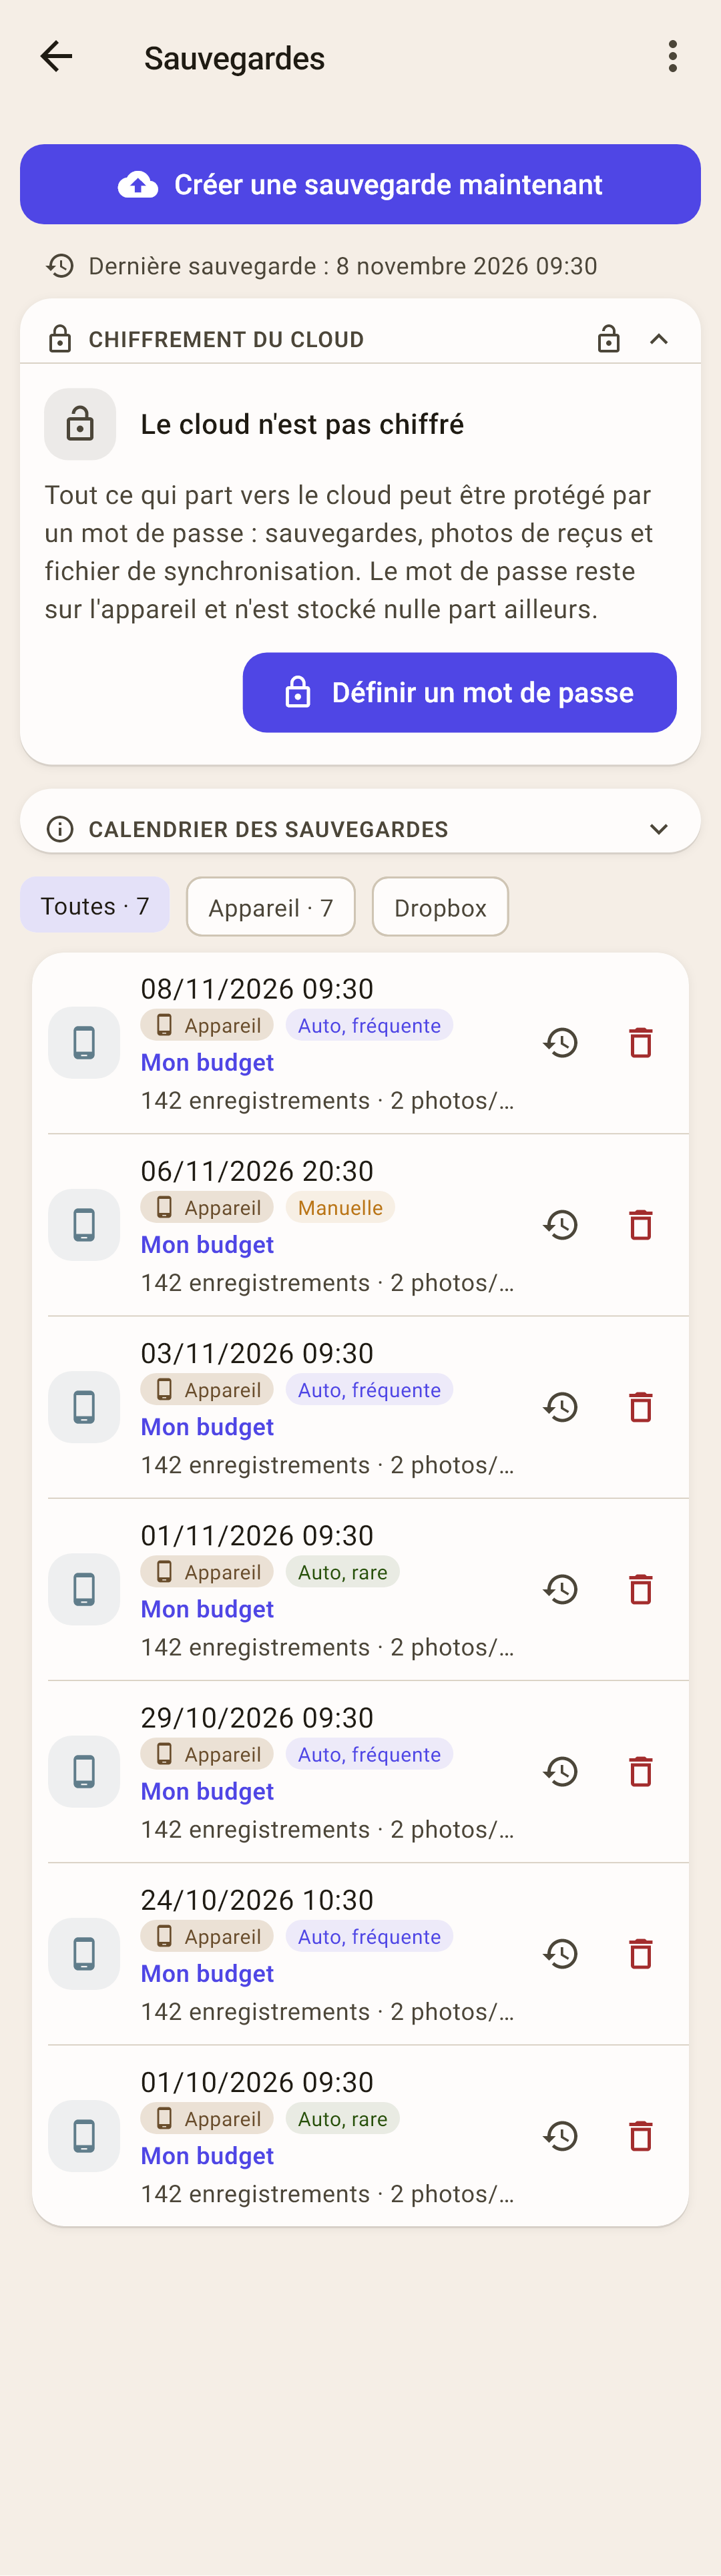 Sauvegardes
Créer une sauvegarde maintenant
Dernière sauvegarde : 8 novembre 2026 09:30
CHIFFREMENT DU CLOUD
Le cloud n'est pas chiffré
Tout ce qui part vers le cloud peut être protégé par
un mot de passe : sauvegardes, photos de reçus et
fichier de synchronisation. Le mot de passe reste
sur l'appareil et n'est stocké nulle part ailleurs.
Définir un mot de passe
CALENDRIER DES SAUVEGARDES
Toutes · 7
Appareil · 7
Dropbox
08/11/2026 09:30
Appareil
Auto, fréquente
Mon budget
142 enregistrements · 2 photos/…
06/11/2026 20:30
Appareil
Manuelle
Mon budget
142 enregistrements · 2 photos/…
03/11/2026 09:30
Appareil
Auto, fréquente
Mon budget
142 enregistrements · 2 photos/…
01/11/2026 09:30
Appareil
Auto, rare
Mon budget
142 enregistrements · 2 photos/…
29/10/2026 09:30
Appareil
Auto, fréquente
Mon budget
142 enregistrements · 2 photos/…
24/10/2026 10:30
Appareil
Auto, fréquente
Mon budget
142 enregistrements · 2 photos/…
01/10/2026 09:30
Appareil
Auto, rare
Mon budget
142 enregistrements · 2 photos/…